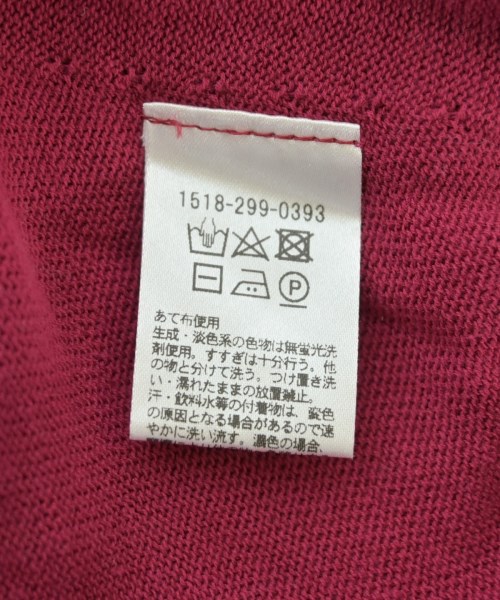 1518-299-0393
P
あて布使用
生成・淡色系の色物は無蛍光洗
剤使用。すすぎは十分行う。他
の物と分けて洗う。つけ置き洗
い・濡れたままの放置厳止。
汗・飲料水等の付着物は、変色
の原因となる場合があるので速
やかに洗い流す。濃色の場合、